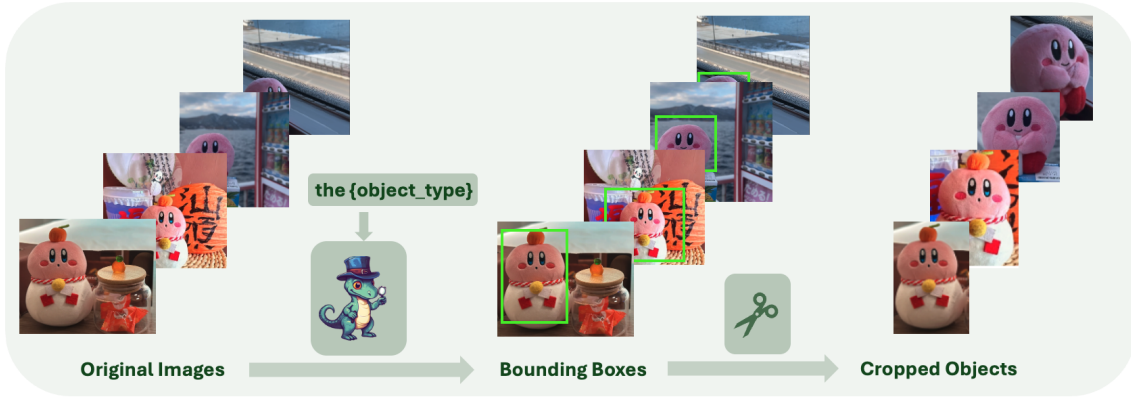 the {object_type}
Original Images
Bounding Boxes
Cropped Objects